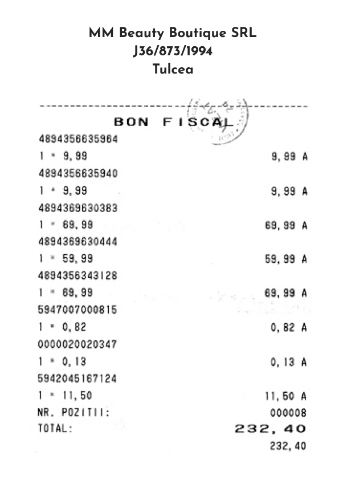 MM Beauty Boutique SRL
J36/873/1994
Tulcea
BON FISCAL
4894356635964
1 * 9,99 9,99 A
4894356635940
1 * 9,99 9,99 A
4894369630383
1 * 69,99 69,99 A
4894369630444
1 * 59,99 59,99 A
4894356343128
1 * 69,99 69,99 A
5947007000815
1 * 0,82 0,82 A
0000020020347
1 * 0,13 0,13 A
5942045167124
1 * 11,50 11,50 A
NR. POZITII: 000008
TOTAL: 232,40
232,40